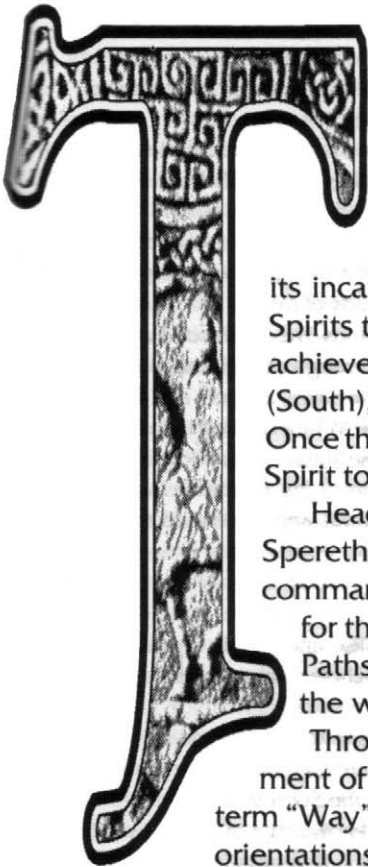 T
its inca
Spirits t
achieve
(South),
Once th
Spirit to
Head
Spereth
comman
for th
Paths
the w
Thro
ment of
term "Way"
orientations